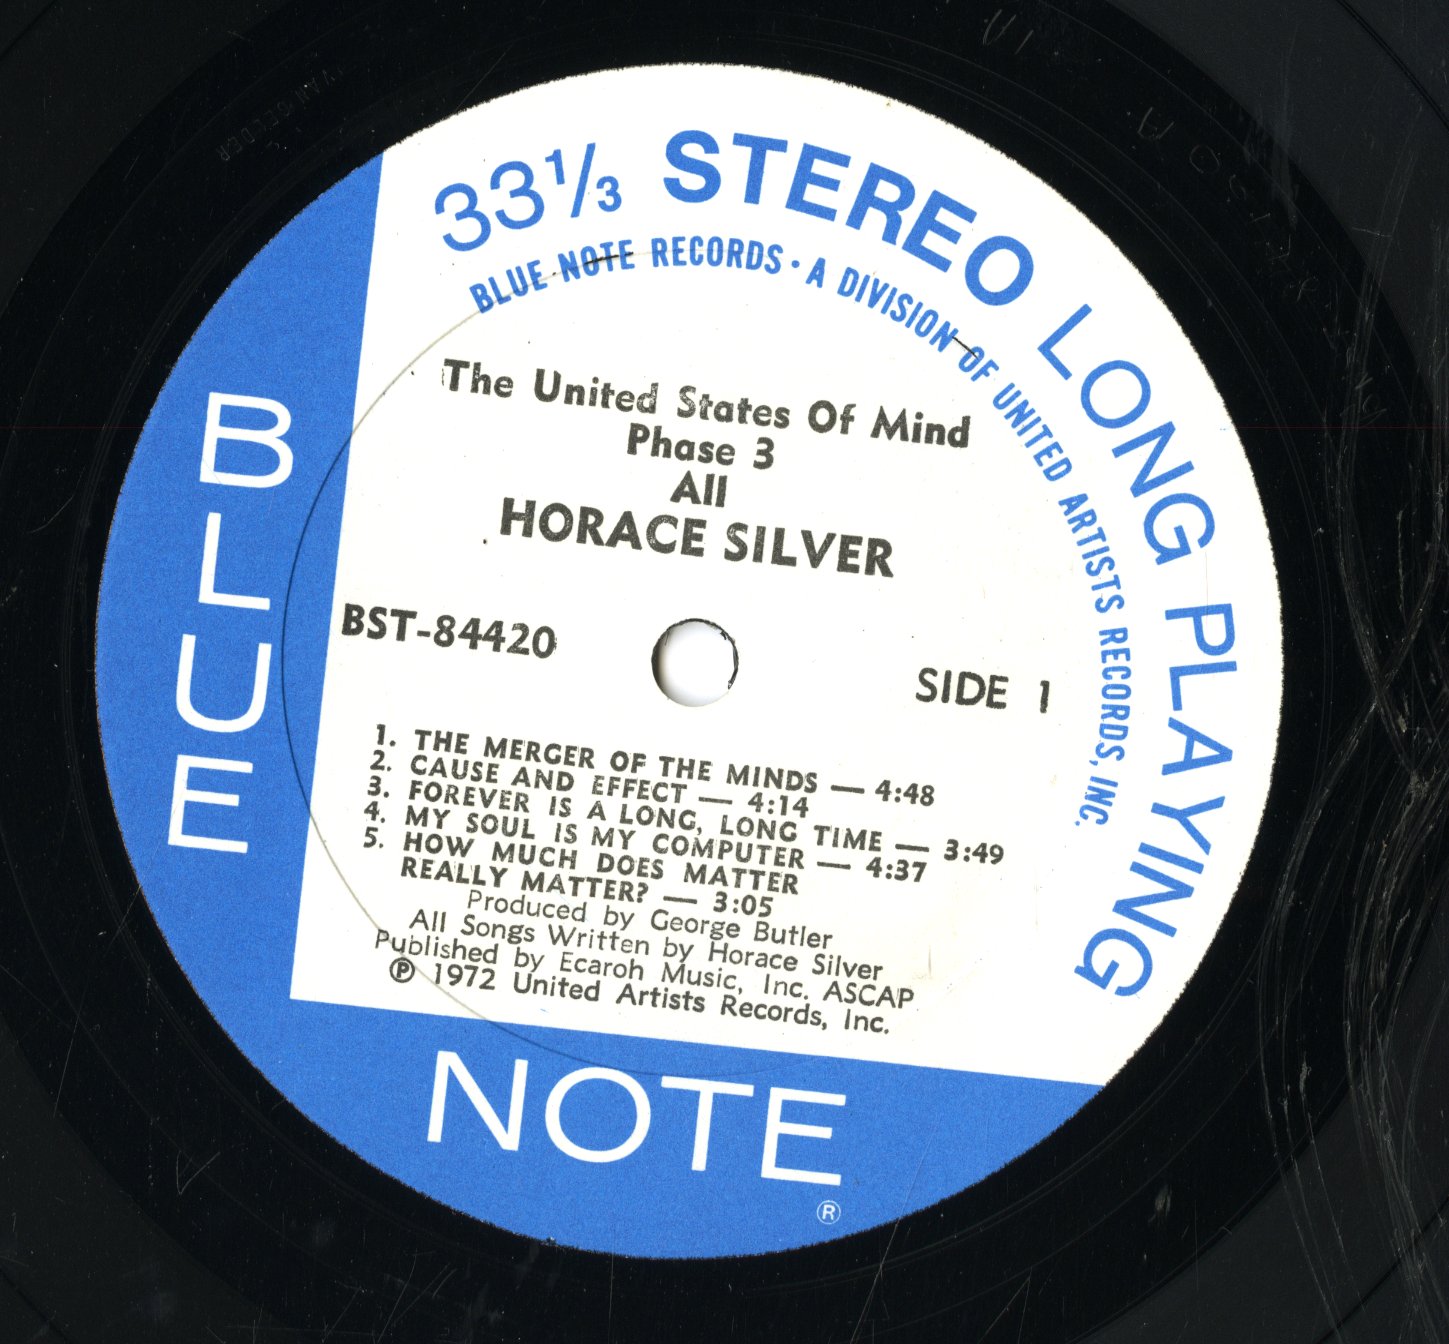 33⅓ STEREO LONG PLAYING
BLUE NOTE RECORDS · A DIVISION OF UNITED ARTISTS RECORDS, INC.
The United States Of Mind
Phase 3
All
HORACE SILVER
BST-84420
SIDE 1
1. THE MERGER OF THE MINDS — 4:48
2. CAUSE AND EFFECT — 4:14
3. FOREVER IS A LONG, LONG TIME — 3:49
4. MY SOUL IS MY COMPUTER — 4:37
5. HOW MUCH DOES MATTER
REALLY MATTER? — 3:05
Produced by George Butler
All Songs Written by Horace Silver
Published by Ecaroh Music, Inc. ASCAP
℗ 1972 United Artists Records, Inc.
BLUE
NOTE
®